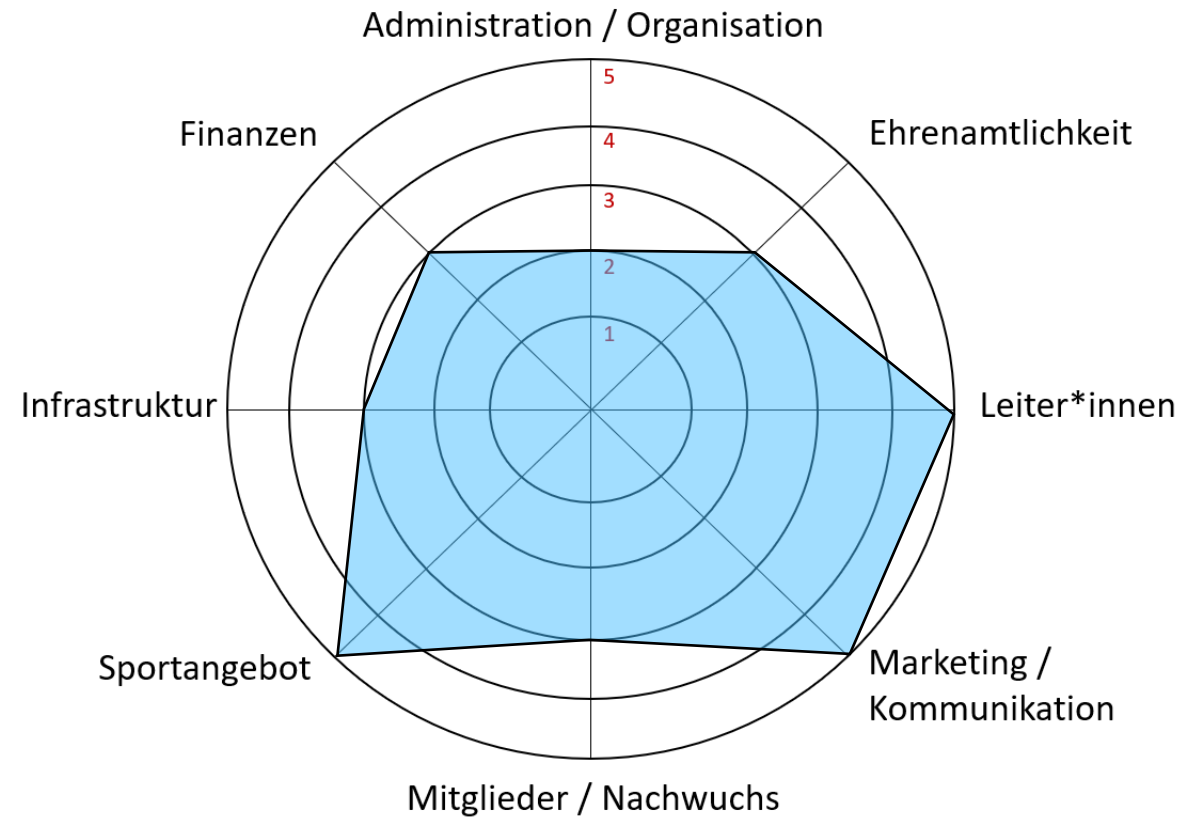 Administration / Organisation
5
Finanzen
Ehrenamtlichkeit
4
3
2
1
Infrastruktur
Leiter*innen
Sportangebot
Marketing /
Kommunikation
Mitglieder / Nachwuchs